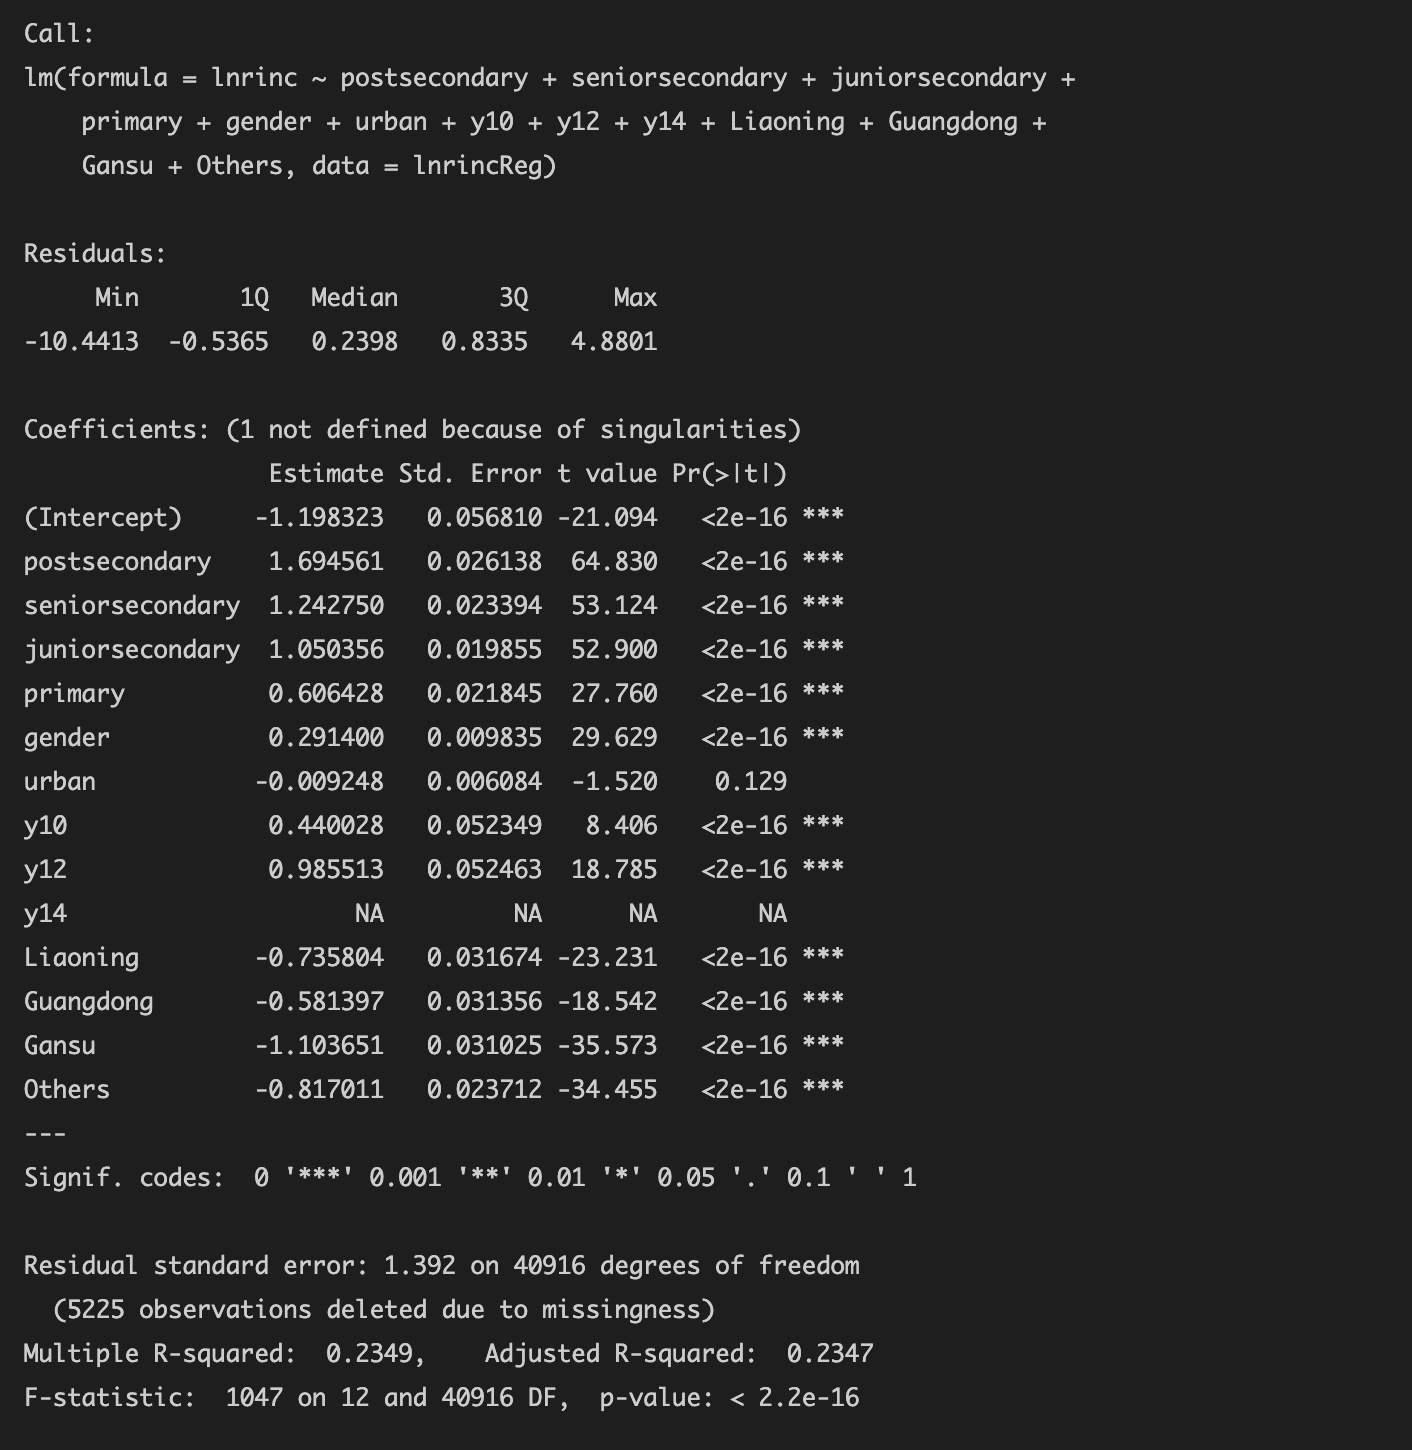 Call:
lm(formula = lnrinc ~ postsecondary + seniorsecondary + juniorsecondary +
    primary + gender + urban + y10 + y12 + y14 + Liaoning + Guangdong +
    Gansu + Others, data = lnrincReg)

Residuals:
     Min       1Q   Median       3Q      Max
-10.4413  -0.5365   0.2398   0.8335   4.8801

Coefficients: (1 not defined because of singularities)
                 Estimate Std. Error t value Pr(>|t|)
(Intercept)     -1.198323   0.056810 -21.094   <2e-16 ***
postsecondary    1.694561   0.026138  64.830   <2e-16 ***
seniorsecondary  1.242750   0.023394  53.124   <2e-16 ***
juniorsecondary  1.050356   0.019855  52.900   <2e-16 ***
primary          0.606428   0.021845  27.760   <2e-16 ***
gender           0.291400   0.009835  29.629   <2e-16 ***
urban           -0.009248   0.006084  -1.520    0.129
y10              0.440028   0.052349   8.406   <2e-16 ***
y12              0.985513   0.052463  18.785   <2e-16 ***
y14                    NA         NA      NA       NA
Liaoning        -0.735804   0.031674 -23.231   <2e-16 ***
Guangdong       -0.581397   0.031356 -18.542   <2e-16 ***
Gansu           -1.103651   0.031025 -35.573   <2e-16 ***
Others          -0.817011   0.023712 -34.455   <2e-16 ***
---
Signif. codes:  0 '***' 0.001 '**' 0.01 '*' 0.05 '.' 0.1 ' ' 1

Residual standard error: 1.392 on 40916 degrees of freedom
  (5225 observations deleted due to missingness)
Multiple R-squared:  0.2349,    Adjusted R-squared:  0.2347
F-statistic:  1047 on 12 and 40916 DF,  p-value: < 2.2e-16